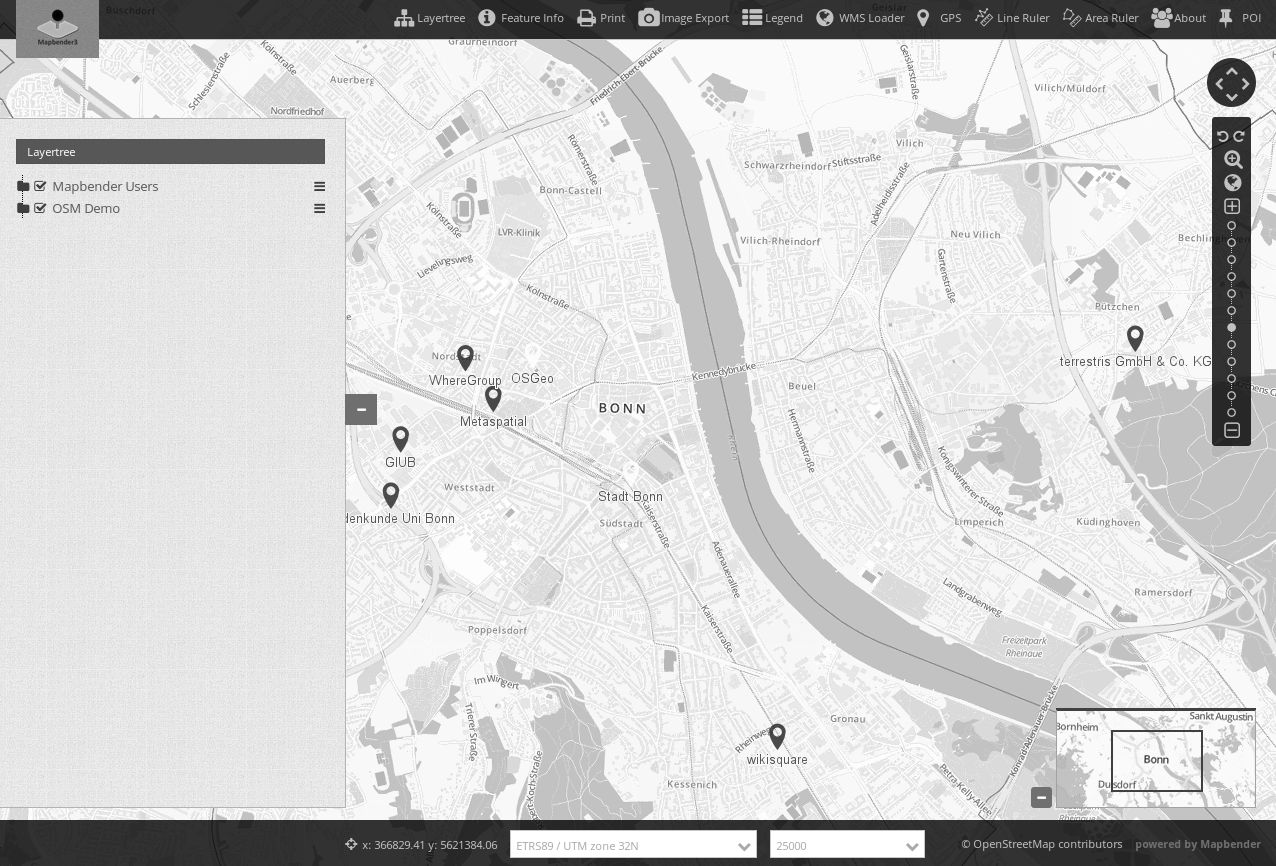 Buschdorf
Geislar
Mapbender3
Layertree
Feature Info
Print
Image Export
Legend
WMS Loader
GPS
Line Ruler
Area Ruler
About
POI
Graurheindorf
Kölnstraße
Friedrich-Ebert-Brücke
Geislarstraße
Schlesienstraße
Auerberg
Vilich/Müldorf
Nordfriedhof
Layertree
Römerstraße
Vilich
Schwarzrheindorf
Stiftsstraße
Mapbender Users
Bonn-Castell
Adelheidisstraße
OSM Demo
Kölnstraße
LVR-Klinik
Vilich-Rheindorf
Neu Vilich
Lievelingsweg
Gartenstraße
Kölnstraße
Pützchen
Nordstadt
terrestris GmbH & Co. KG
WhereGroup
OSGeo
Kennedybrücke
Beuel
BONN
Metaspatial
Hermannstraße
Rhein
GIUB
Königswinterer Straße
Weststadt
Stadt Bonn
denkunde Uni Bonn
Südstadt
Kaiserstraße
Limperich
Küdinghoven
Adenauerallee
Landgrabenweg
Ramersdorf
Poppelsdorf
Kaiserstraße
Freizeitpark
Rheinaue
Im Wingert
Trierer Straße
Gronau
Konrad-Adenauer-Brücke
Rheinweg
wikisquare
Kessenich
Petra-Kelly-Allee
Sankt Augustin
Bornheim
Bonn
Duisdorf
Rheinaue
x: 366829.41 y: 5621384.06
ETRS89 / UTM zone 32N
25000
© OpenStreetMap contributors
powered by Mapbender